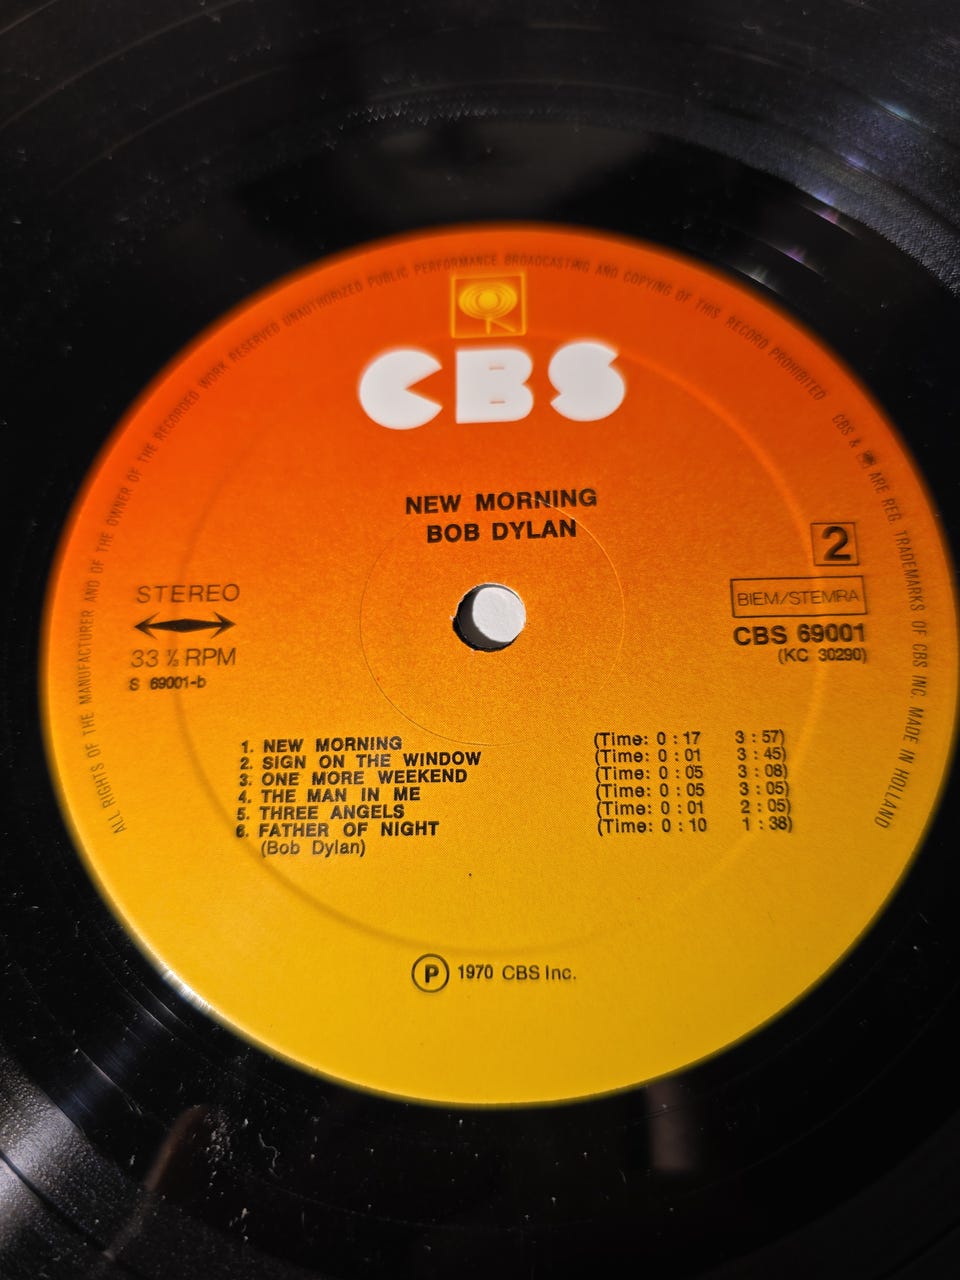 ALL RIGHTS OF THE MANUFACTURER AND OF THE OWNER OF THE RECORDED WORK RESERVED UNAUTHORIZED PUBLIC PERFORMANCE BROADCASTING AND COPYING OF THIS RECORD PROHIBITED CBS & ARE REG. TRADEMARKS OF CBS INC. MADE IN HOLLAND
CBS
NEW MORNING
BOB DYLAN
2
STEREO
BIEM/STEMRA
33 ⅓ RPM
CBS 69001
(KC 30290)
S 69001-b
1. NEW MORNING (Time: 0 : 17 3 : 57)
2. SIGN ON THE WINDOW (Time: 0 : 01 3 : 45)
3. ONE MORE WEEKEND (Time: 0 : 05 3 : 08)
4. THE MAN IN ME (Time: 0 : 05 3 : 05)
5. THREE ANGELS (Time: 0 : 01 2 : 05)
6. FATHER OF NIGHT (Time: 0 : 10 1 : 38)
(Bob Dylan)
Ⓟ 1970 CBS Inc.